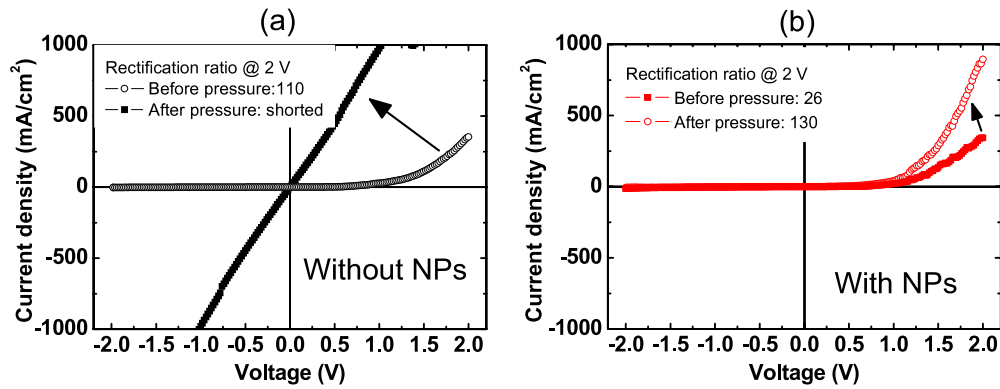 (a)
Current density (mA/cm²)
1000
500
0
-500
-1000
Rectification ratio @ 2 V
Before pressure:110
After pressure: shorted
Without NPs
-2.0 -1.5 -1.0 -0.5 0.0 0.5 1.0 1.5 2.0
Voltage (V)
(b)
Current density (mA/cm²)
1000
500
0
-500
-1000
Rectification ratio @ 2 V
Before pressure: 26
After pressure: 130
With NPs
-2.0 -1.5 -1.0 -0.5 0.0 0.5 1.0 1.5 2.0
Voltage (V)